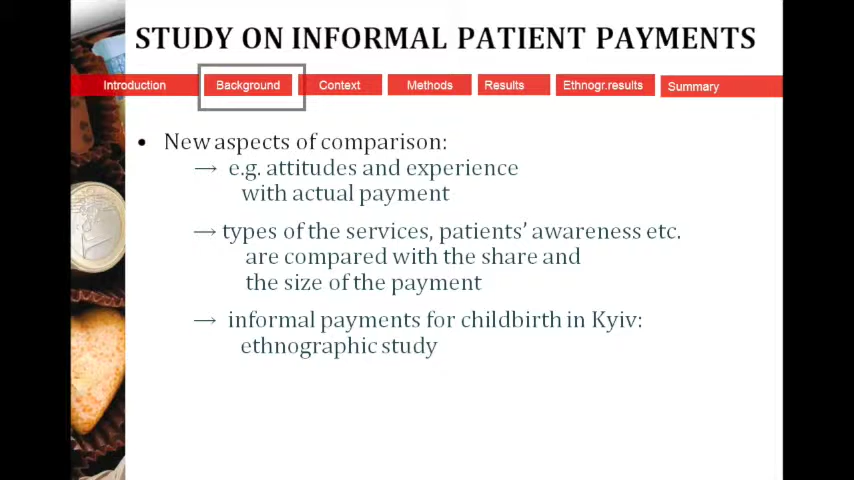 STUDY ON INFORMAL PATIENT PAYMENTS
Introduction Background Context Methods Results Ethnogr.results Summary
• New aspects of comparison:
→ e.g. attitudes and experience
with actual payment
→ types of the services, patients’ awareness etc.
are compared with the share and
the size of the payment
→ informal payments for childbirth in Kyiv:
ethnographic study